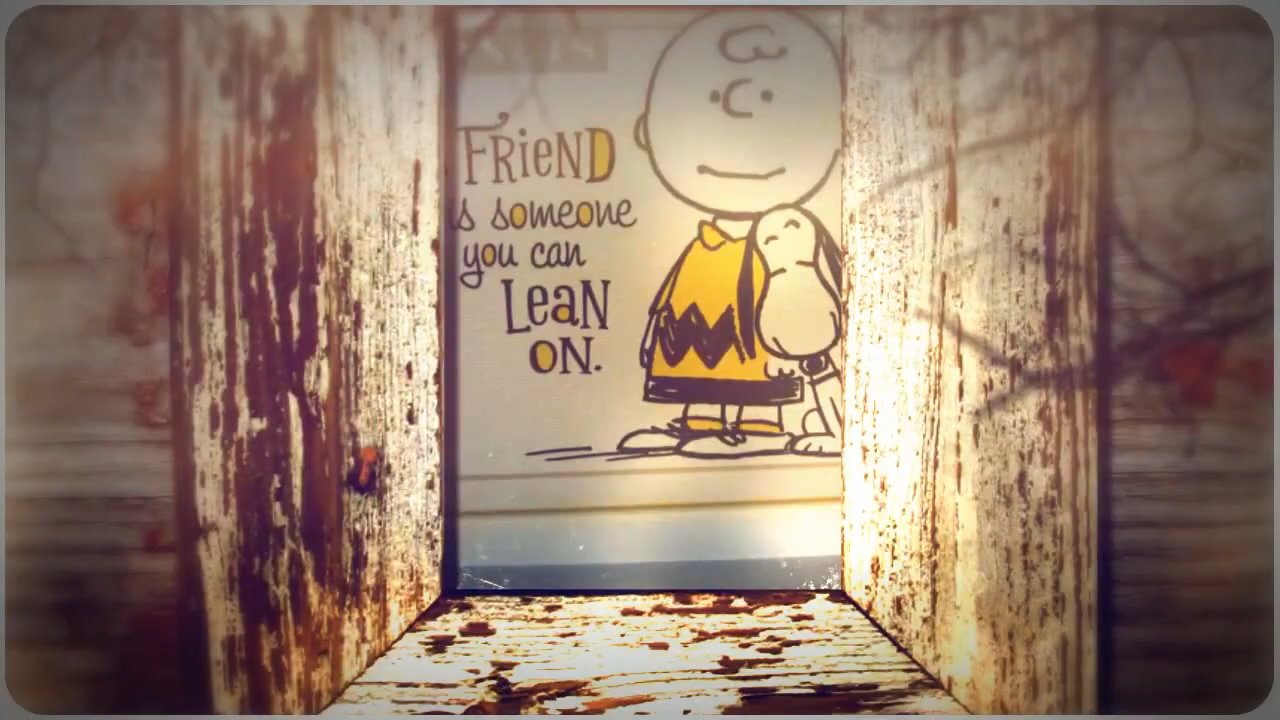 FRieND
s someone
you can
LeaN
ON.